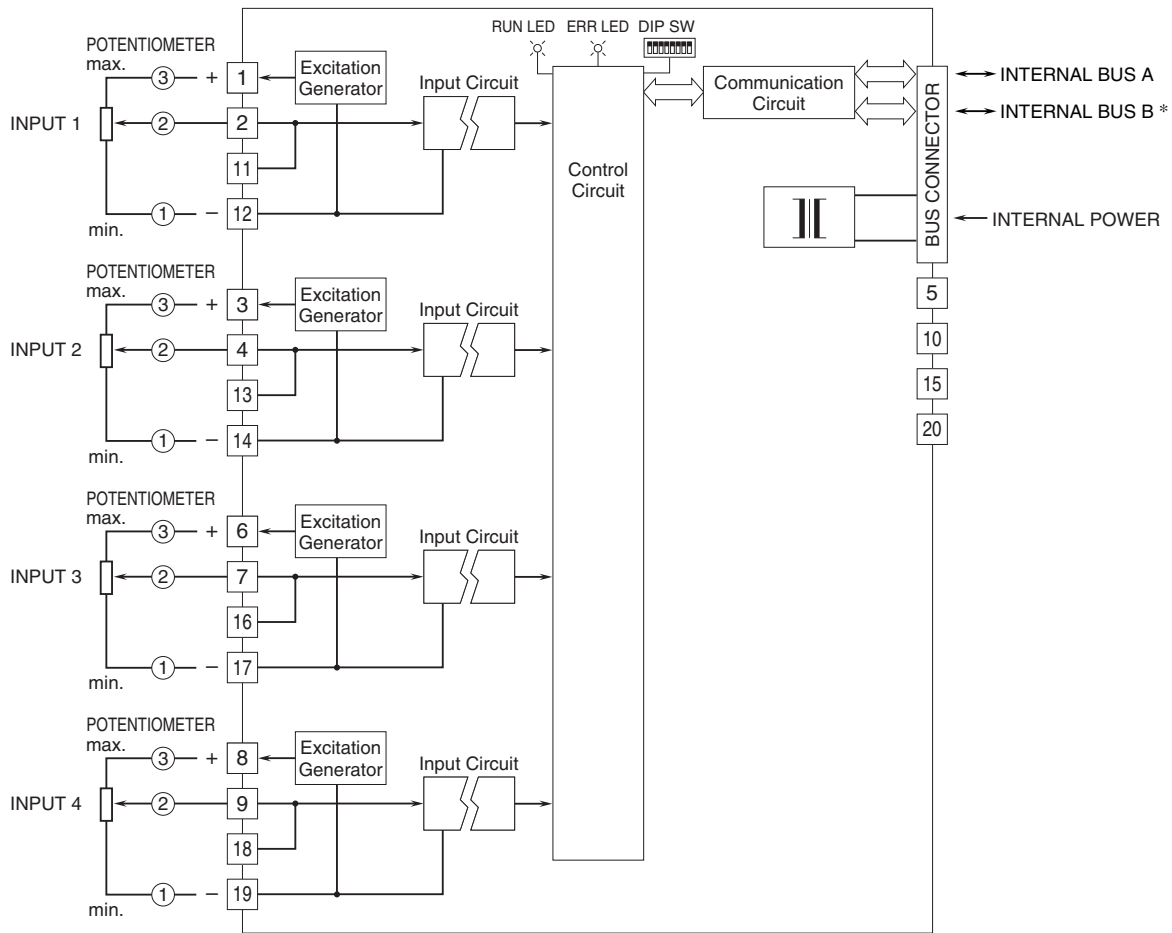 RUN LED ERR LED DIP SW
POTENTIOMETER
max.
3 + 1
Excitation
Generator
Input Circuit
INPUT 1
2 2
11
1 − 12
min.
Communication
Circuit
BUS CONNECTOR
INTERNAL BUS A
INTERNAL BUS B *
INTERNAL POWER
Control
Circuit
5
10
15
20
POTENTIOMETER
max.
3 + 3
Excitation
Generator
Input Circuit
INPUT 2
2 4
13
1 − 14
min.
POTENTIOMETER
max.
3 + 6
Excitation
Generator
Input Circuit
INPUT 3
2 7
16
1 − 17
min.
POTENTIOMETER
max.
3 + 8
Excitation
Generator
Input Circuit
INPUT 4
2 9
18
1 − 19
min.